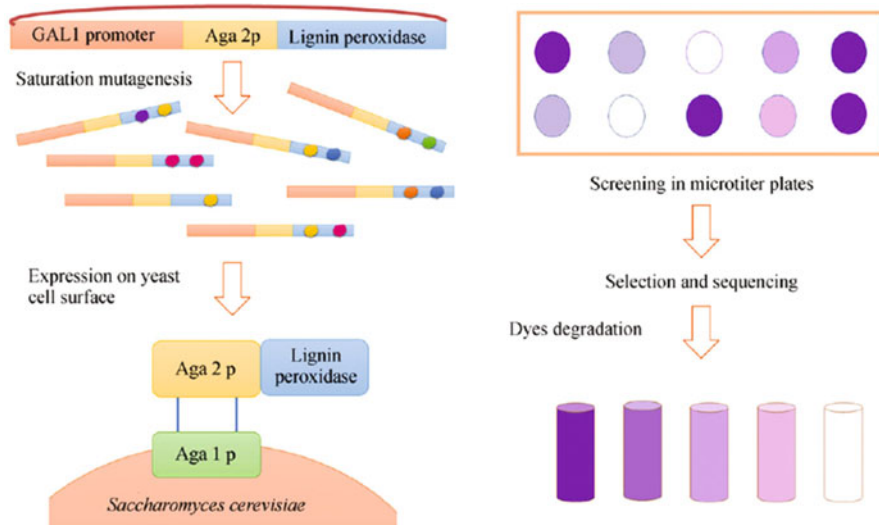 GAL1 promoter
Aga 2p
Lignin peroxidase
Saturation mutagenesis
Expression on yeast
cell surface
Aga 2 p
Lignin
peroxidase
Aga 1 p
Saccharomyces cerevisiae
Screening in microtiter plates
Selection and sequencing
Dyes degradation